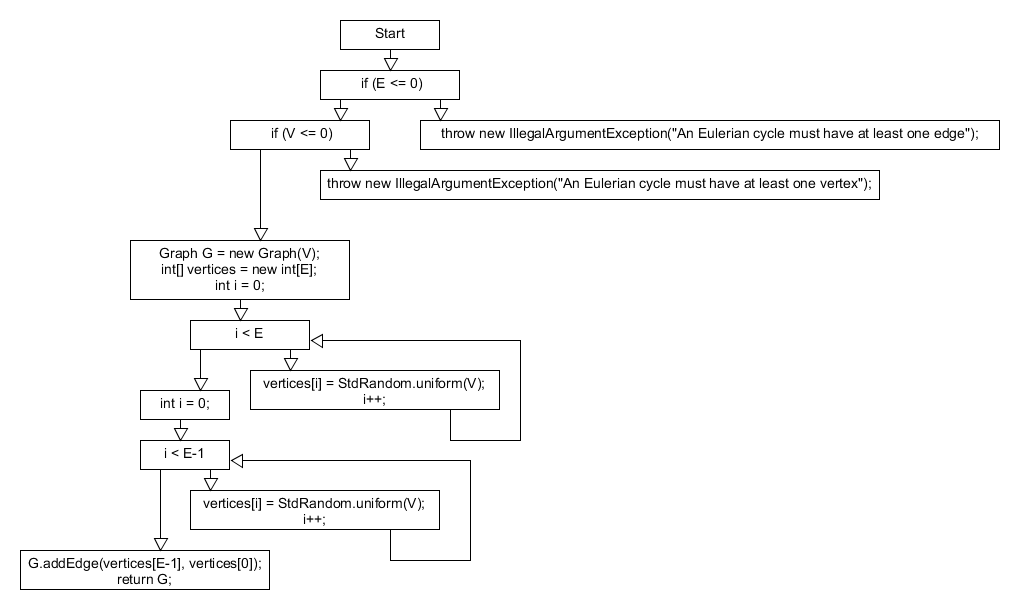 Start
if (E <= 0)
if (V <= 0)
throw new IllegalArgumentException("An Eulerian cycle must have at least one edge");
throw new IllegalArgumentException("An Eulerian cycle must have at least one vertex");
Graph G = new Graph(V);
int[] vertices = new int[E];
int i = 0;
i < E
vertices[i] = StdRandom.uniform(V);
i++;
int i = 0;
i < E-1
vertices[i] = StdRandom.uniform(V);
i++;
G.addEdge(vertices[E-1], vertices[0]);
return G;